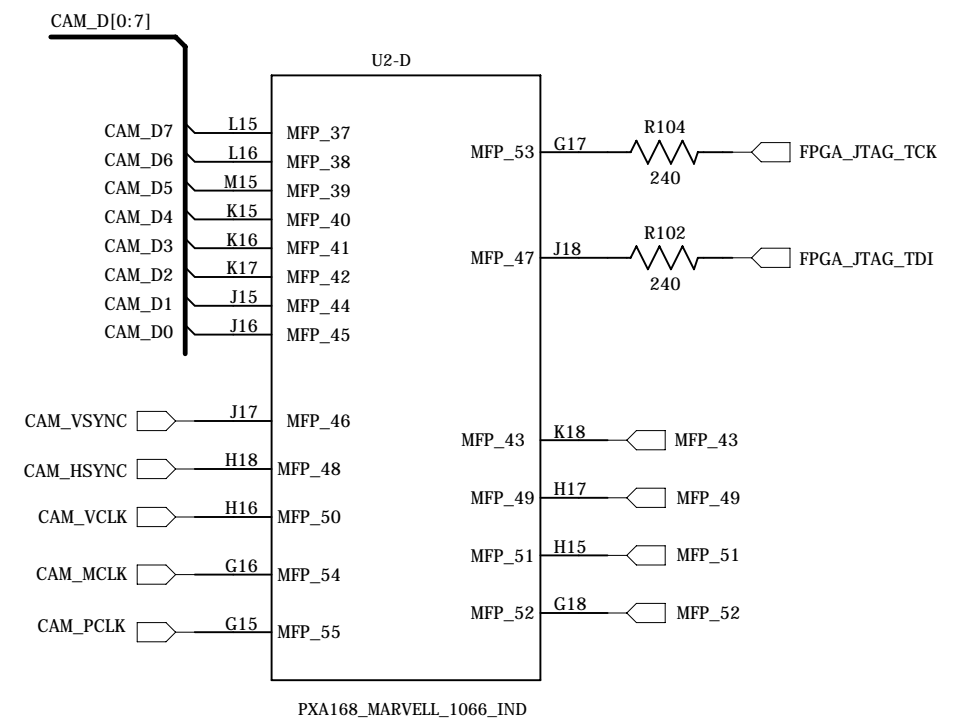 CAM_D[0:7]
U2-D
CAM_D7 L15 MFP_37
CAM_D6 L16 MFP_38
CAM_D5 M15 MFP_39
CAM_D4 K15 MFP_40
CAM_D3 K16 MFP_41
CAM_D2 K17 MFP_42
CAM_D1 J15 MFP_44
CAM_D0 J16 MFP_45
CAM_VSYNC J17 MFP_46
CAM_HSYNC H18 MFP_48
CAM_VCLK H16 MFP_50
CAM_MCLK G16 MFP_54
CAM_PCLK G15 MFP_55
R104
MFP_53 G17 FPGA_JTAG_TCK
240
R102
MFP_47 J18 FPGA_JTAG_TDI
240
MFP_43 K18 MFP_43
MFP_49 H17 MFP_49
MFP_51 H15 MFP_51
MFP_52 G18 MFP_52
PXA168_MARVELL_1066_IND